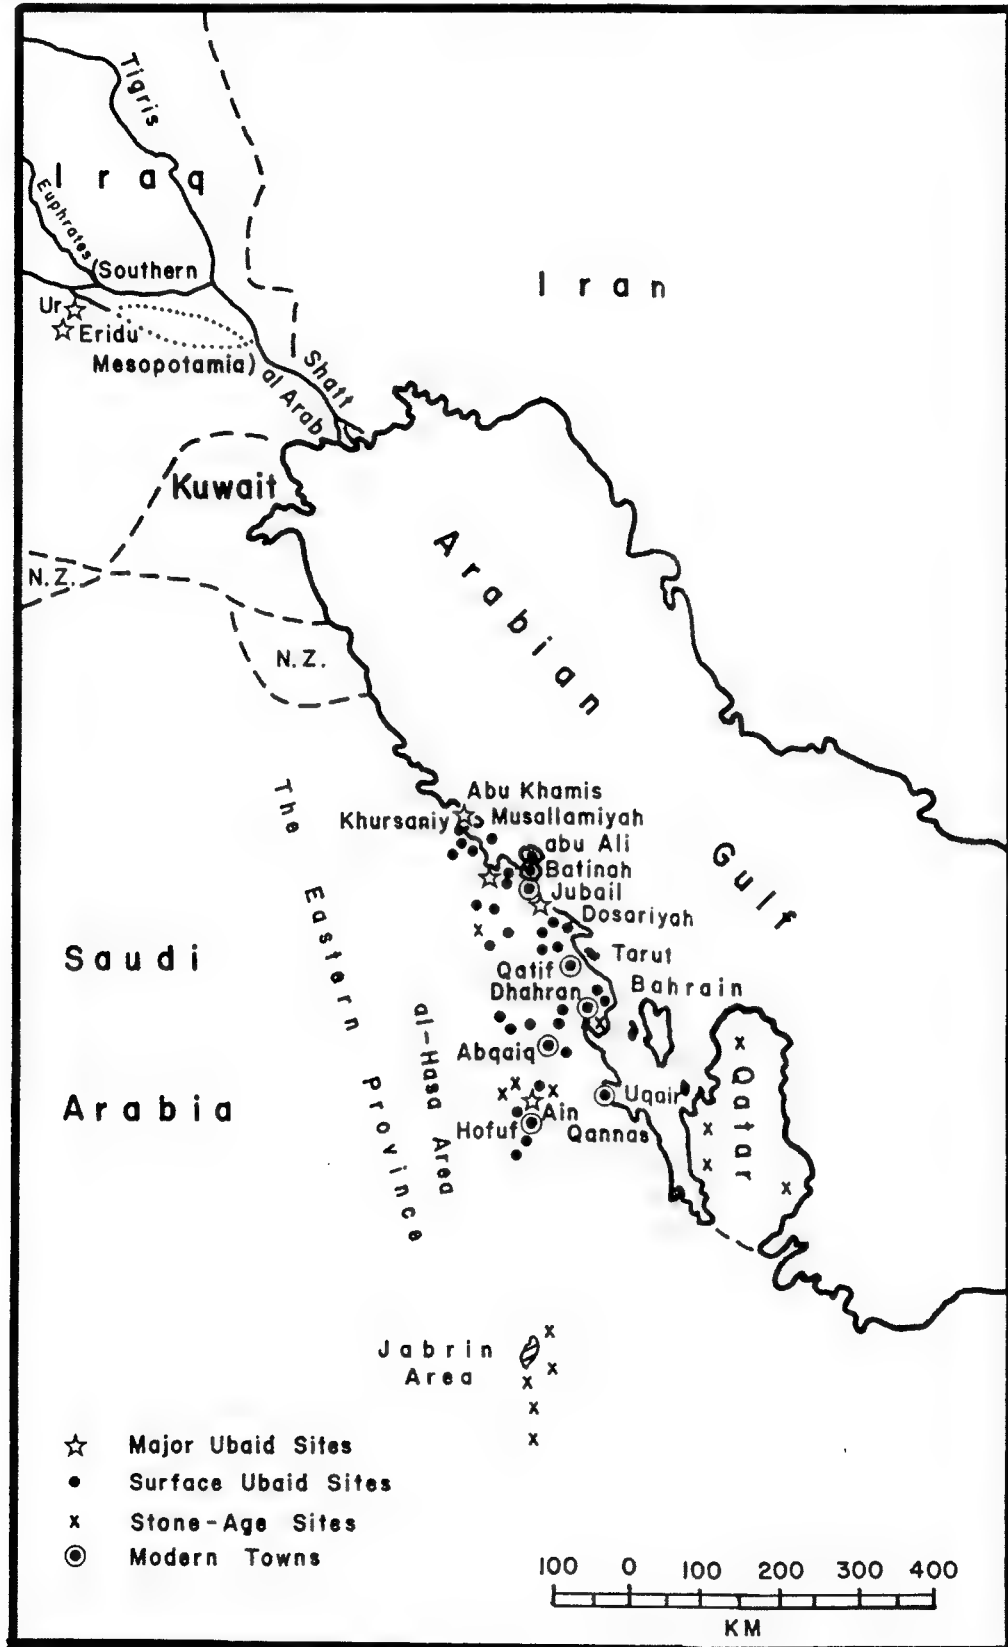 Tigris
Iraq
Euphrates
(Southern
Iran
Ur
Eridu
Mesopotamia)
Shatt
al Arab
Kuwait
Arabian
N.Z.
N.Z.
The Eastern Province
Abu Khamis
Khursaniy
Musallamiyah
abu Ali
Batinah
Jubail
Gulf
Dosariyah
Saudi
Tarut
Qatif
Bahrain
Dhahran
al-Hasa Area
Abqaiq
Qatar
Uqair
Arabia
Ain
Hofuf
Qannas
Jabrin
Area
Major Ubaid Sites
Surface Ubaid Sites
x Stone-Age Sites
Modern Towns
100 0 100 200 300 400
KM